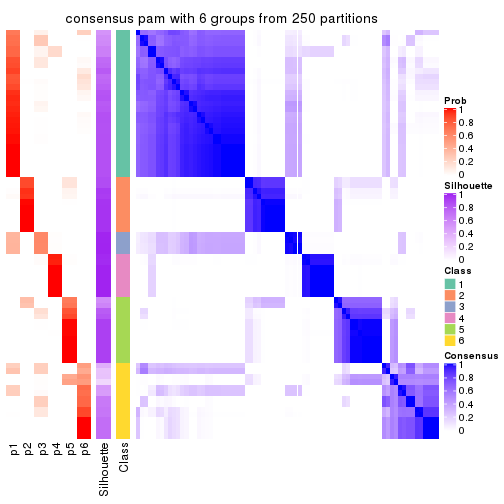 consensus pam with 6 groups from 250 partitions
Prob
1
0.8
0.6
0.4
0.2
0
Silhouette
1
0.8
0.6
0.4
0.2
0
Class
1
2
3
4
5
6
Consensus
1
0.8
0.6
0.4
0.2
0
p1
p2
p3
p4
p5
p6
Silhouette
Class